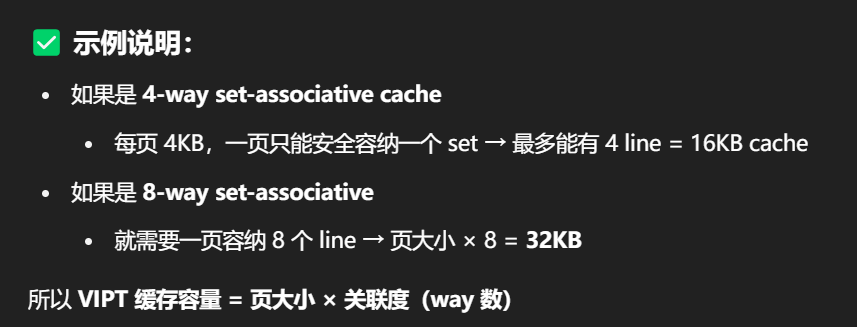 ✅ 示例说明：
• 如果是 4-way set-associative cache
• 每页 4KB，一页只能安全容纳一个 set → 最多能有 4 line = 16KB cache
• 如果是 8-way set-associative
• 就需要一页容纳 8 个 line → 页大小 × 8 = 32KB
所以 VIPT 缓存容量 = 页大小 × 关联度（way 数）